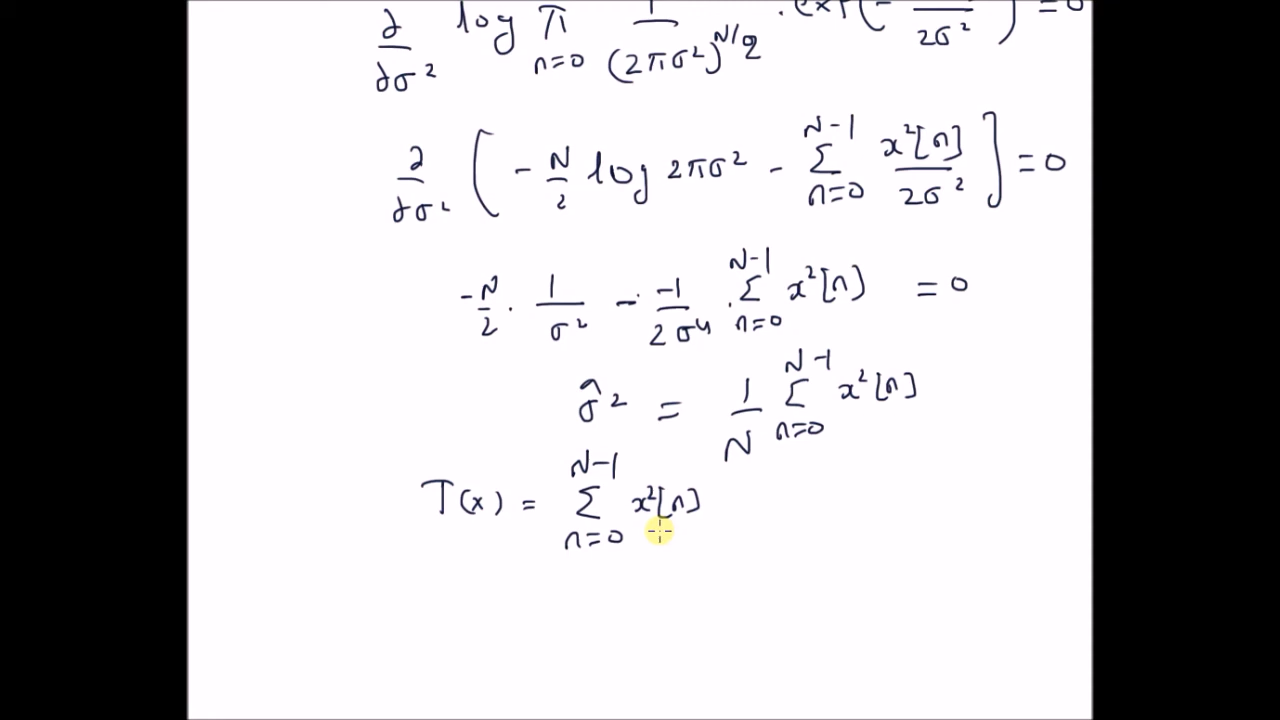 ∂/∂σ² log π n=0 1/(2πσ²)^N/2 · exp(- /2σ²) = 0
∂/∂σ² [ - N/2 log 2πσ² - Σ_{n=0}^{N-1} x²[n]/2σ² ] = 0
-N/2 · 1/σ² - -1/2σ⁴ · Σ_{n=0}^{N-1} x²[n] = 0
σ̂² = 1/N Σ_{n=0}^{N-1} x²[n]
T(x) = Σ_{n=0}^{N-1} x²[n]